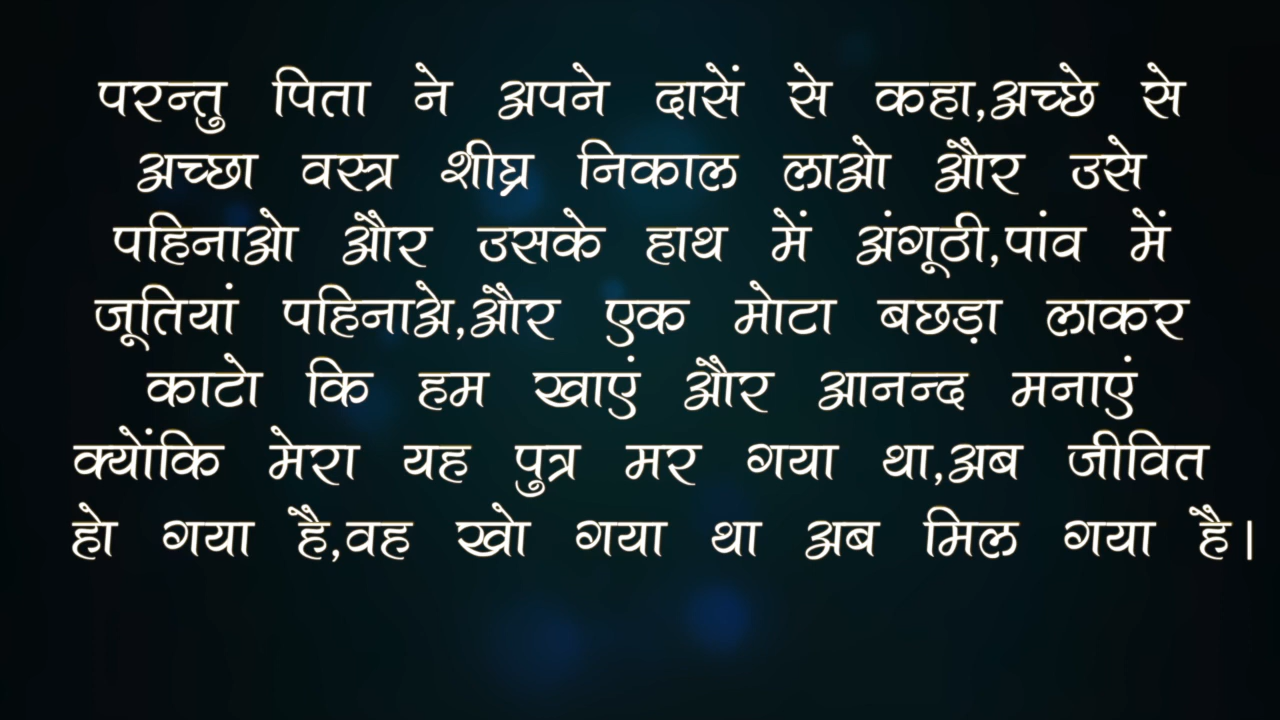 परन्तु पिता ने अपने दासें से कहा,अच्छे से
अच्छा वस्त्र शीघ्र निकाल लाओ और उसे
पहिनाओ और उसके हाथ में अंगूठी,पांव में
जूतियां पहिनाअे,और एक मोटा बछड़ा लाकर
काटो कि हम खाएं और आनन्द मनाएं
क्योंकि मेरा यह पुत्र मर गया था,अब जीवित
हो गया है,वह खो गया था अब मिल गया है।